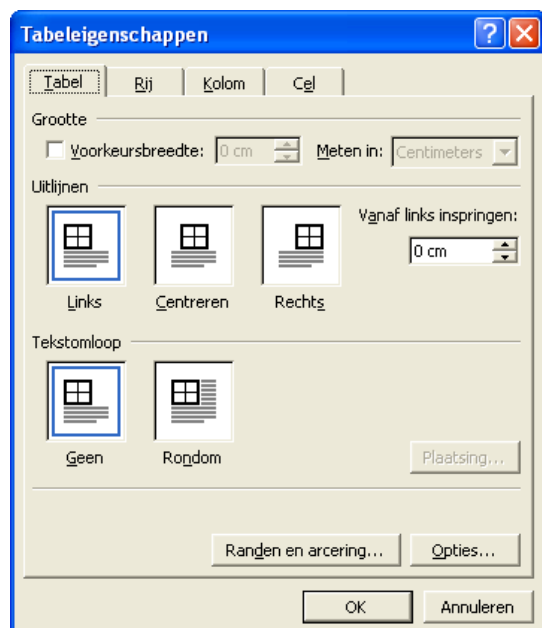 Tabeleigenschappen
Tabel Rij Kolom Cel
Grootte
Voorkeursbreedte: 0 cm Meten in: Centimeters
Uitlijnen
Vanaf links inspringen:
0 cm
Links Centreren Rechts
Tekstomloop
Geen Rondom Plaatsing...
Randen en arcering... Opties...
OK Annuleren